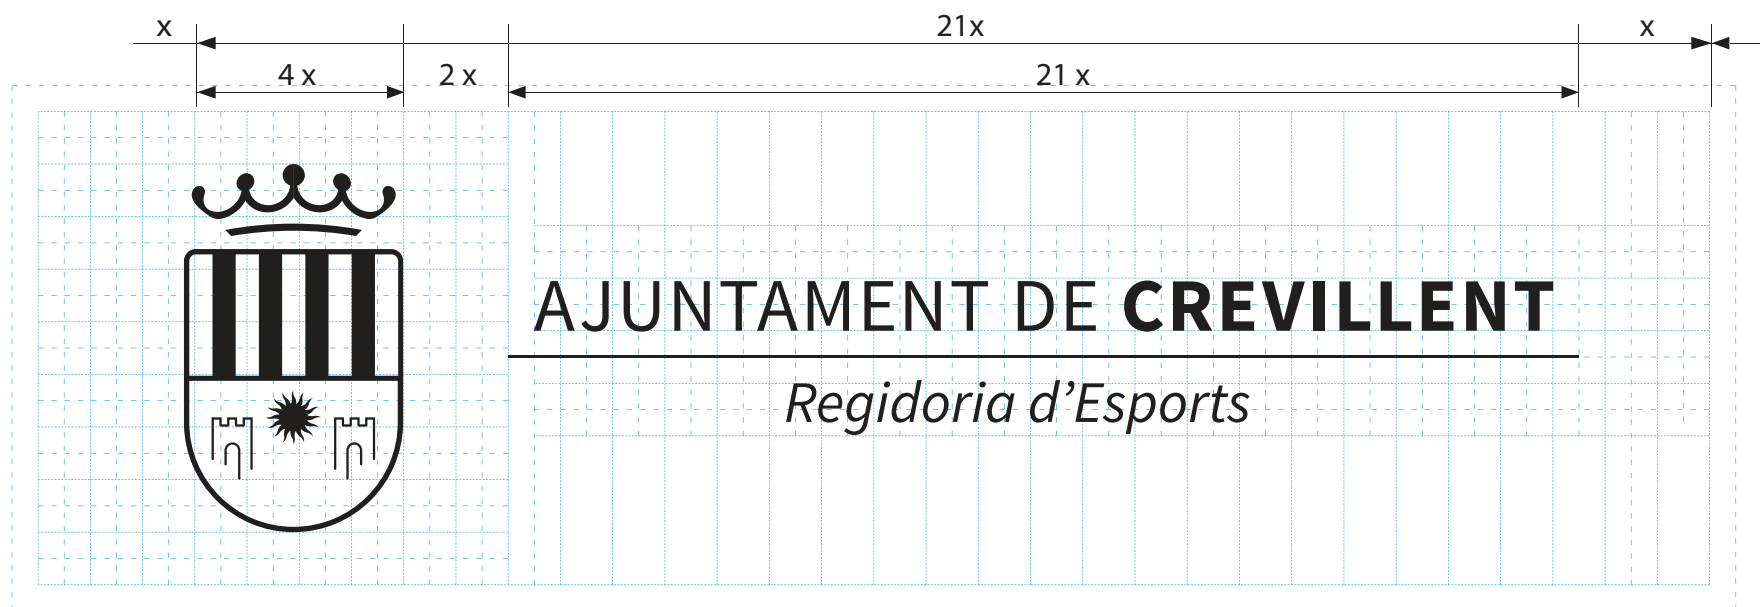 x 21x x
4 x 2 x 21 x
AJUNTAMENT DE CREVILLENT
Regidoria d’Esports